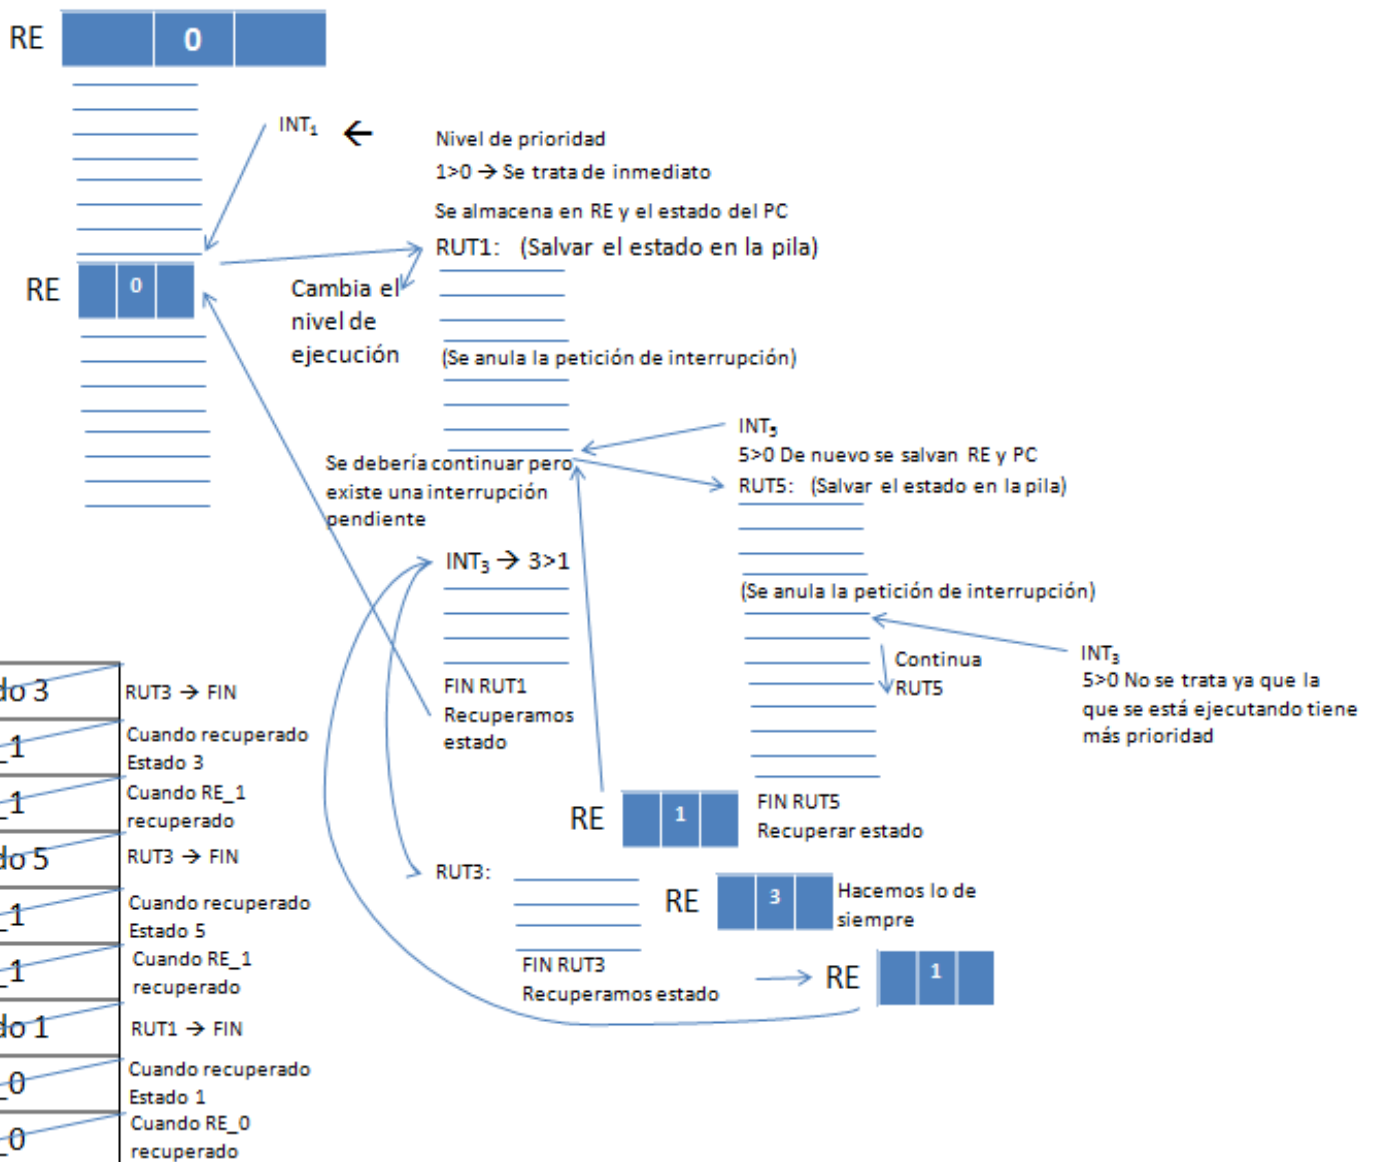 RE 0
INT₁ ←
Nivel de prioridad
1>0 → Se trata de inmediato
Se almacena en RE y el estado del PC
RUT1: (Salvar el estado en la pila)
RE 0
Cambia el
nivel de
ejecución
(Se anula la petición de interrupción)
INT₅
5>0 De nuevo se salvan RE y PC
RUT5: (Salvar el estado en la pila)
Se debería continuar pero
existe una interrupción
pendiente
INT₃ → 3>1
(Se anula la petición de interrupción)
Continua
RUT5
INT₃
5>0 No se trata ya que la
que se está ejecutando tiene
más prioridad
FIN RUT1
Recuperamos
estado
RE 1
FIN RUT5
Recuperar estado
RUT3:
RE 3
Hacemos lo de
siempre
FIN RUT3
Recuperamos estado
RE 1
do 3
RUT3 → FIN
_1
Cuando recuperado
Estado 3
_1
Cuando RE_1
recuperado
do 5
RUT3 → FIN
_1
Cuando recuperado
Estado 5
_1
Cuando RE_1
recuperado
do 1
RUT1 → FIN
_0
Cuando recuperado
Estado 1
_0
Cuando RE_0
recuperado